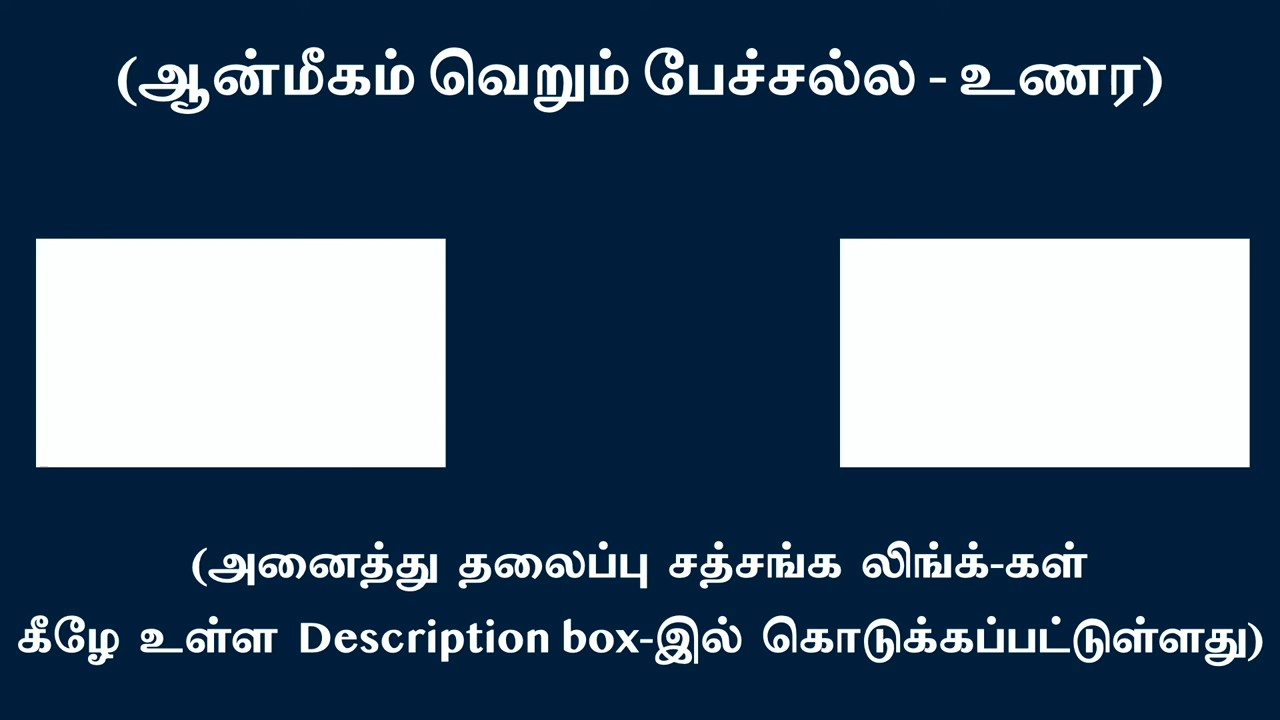 (ஆன்மீகம் வெறும் பேச்சல்ல - உணர)
(அனைத்து தலைப்பு சத்சங்க லிங்க்-கள்
கீழே உள்ள Description box-இல் கொடுக்கப்பட்டுள்ளது)